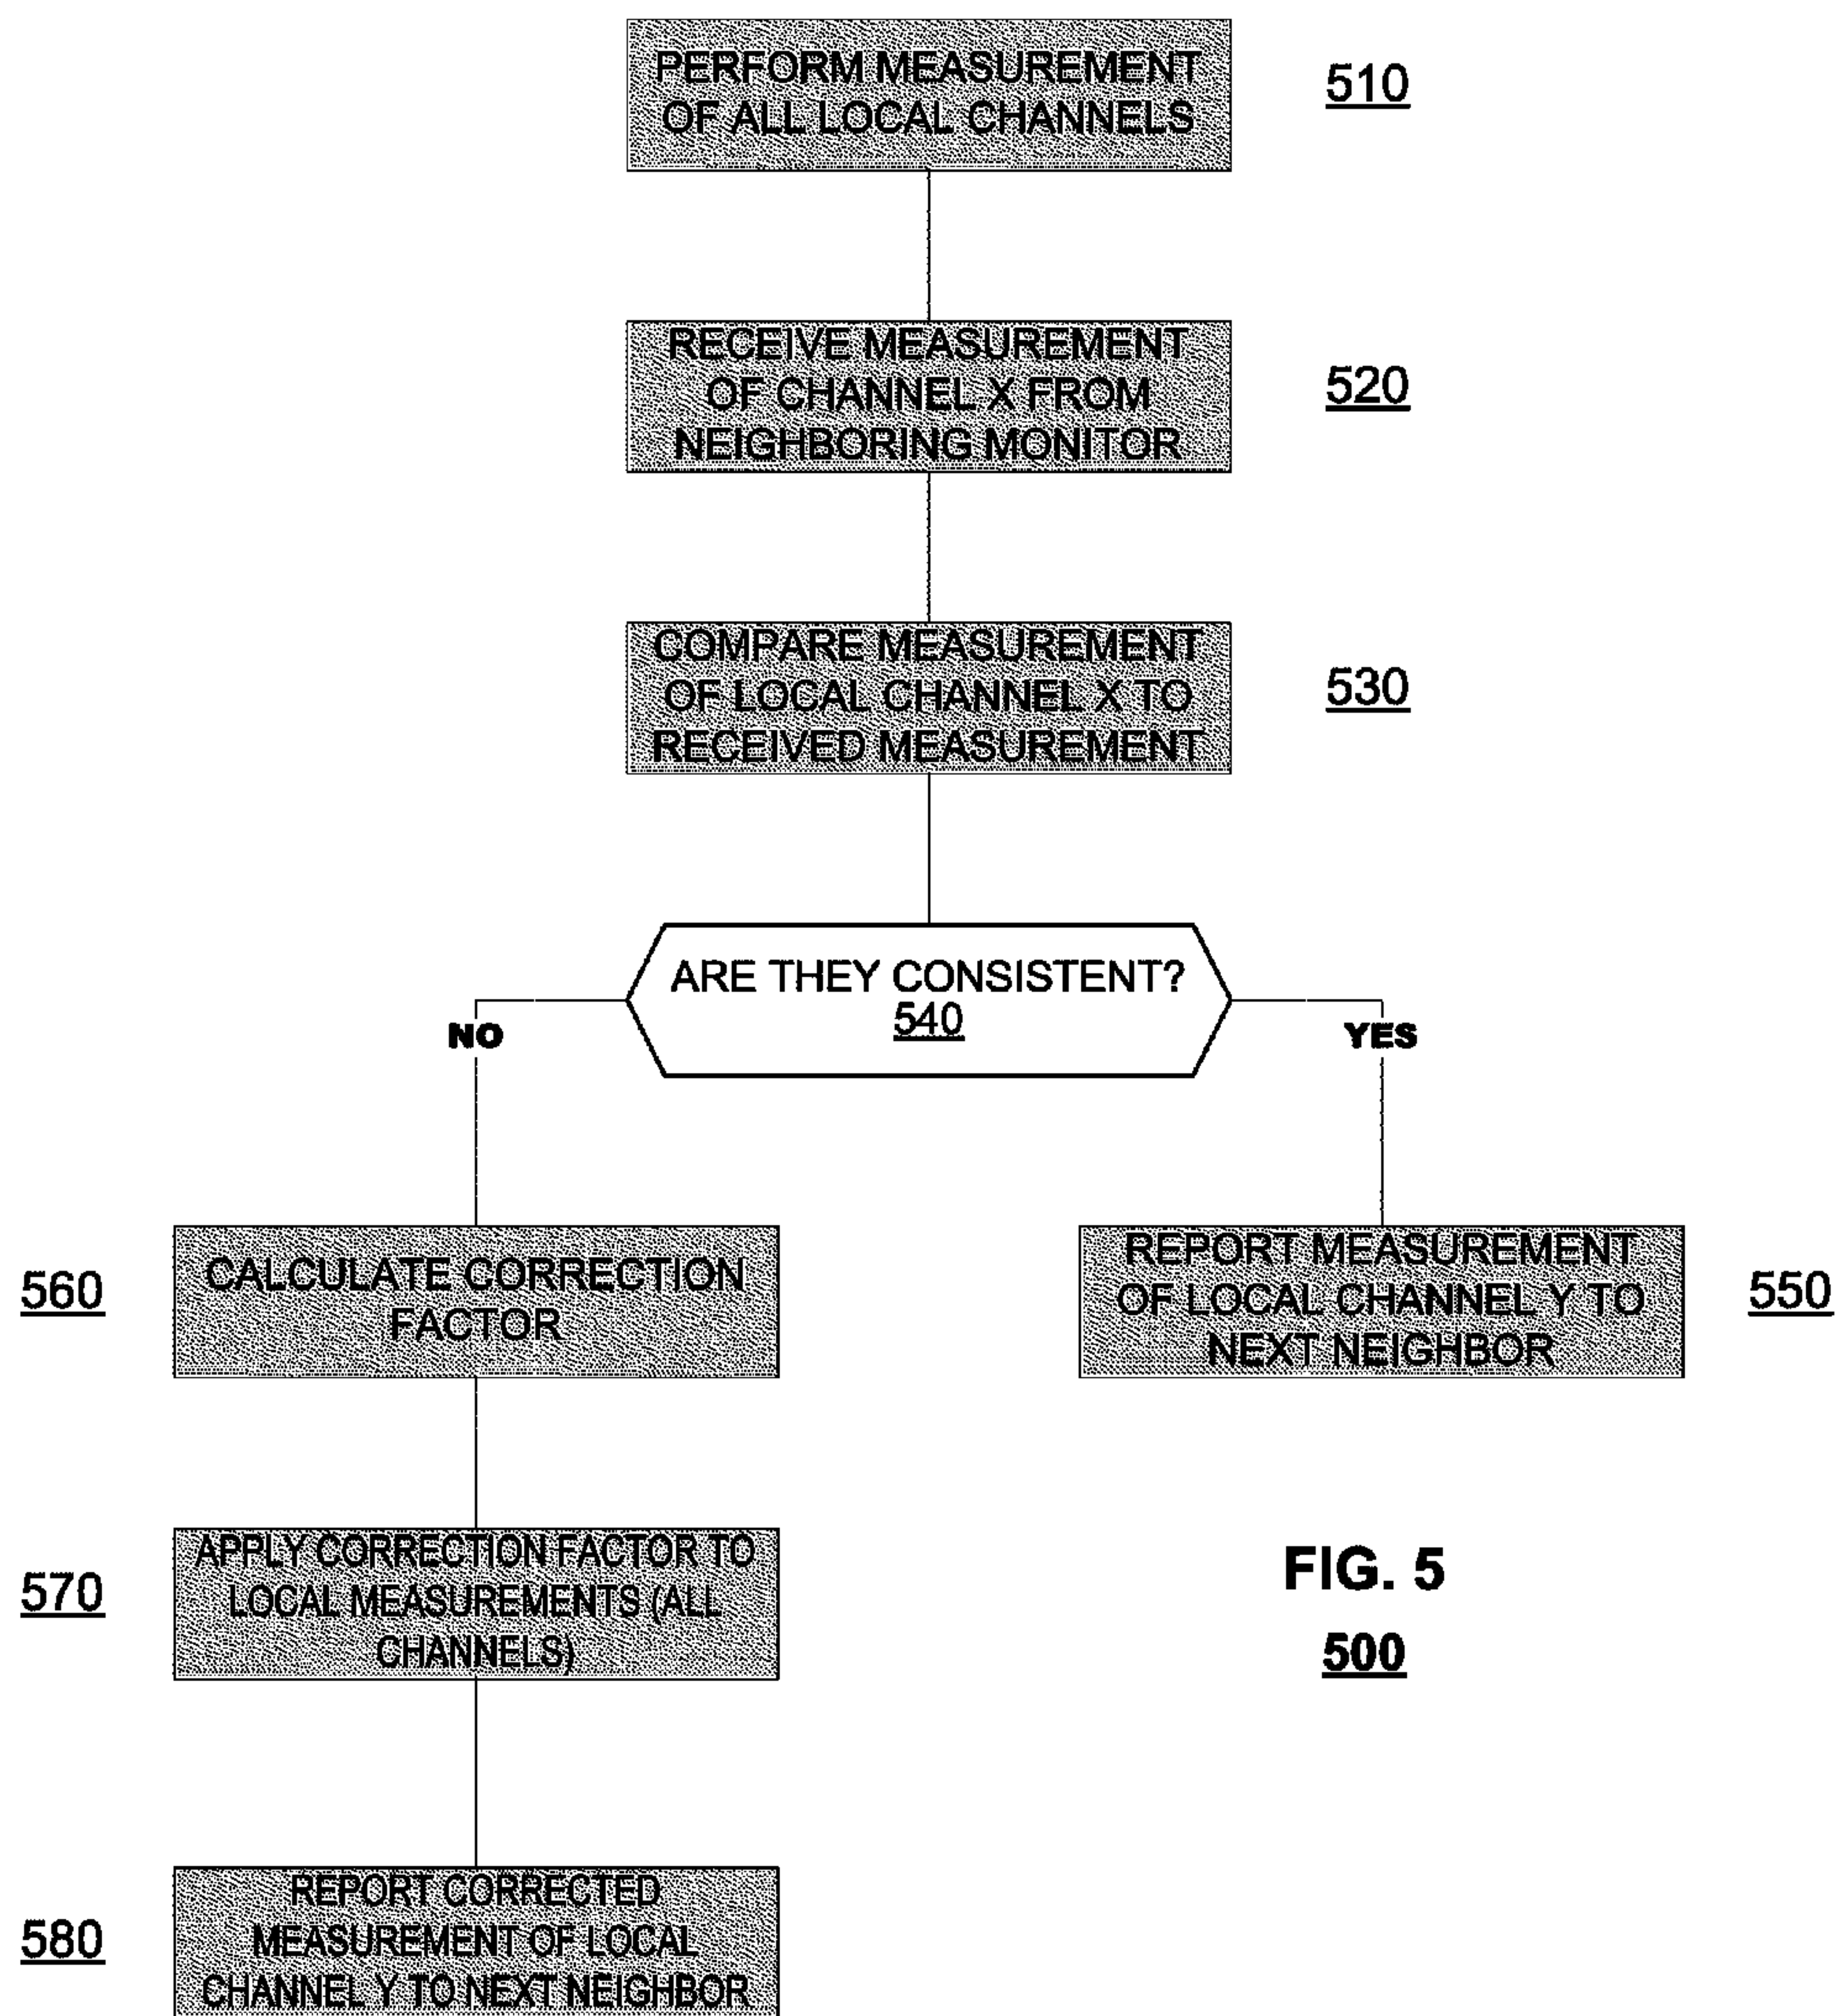 PERFORM MEASUREMENT
OF ALL LOCAL CHANNELS
510
RECEIVE MEASUREMENT
OF CHANNEL X FROM
NEIGHBORING MONITOR
520
COMPARE MEASUREMENT
OF LOCAL CHANNEL X TO
RECEIVED MEASUREMENT
530
ARE THEY CONSISTENT?
540
NO
YES
560
CALCULATE CORRECTION
FACTOR
REPORT MEASUREMENT
OF LOCAL CHANNEL Y TO
NEXT NEIGHBOR
550
570
APPLY CORRECTION FACTOR TO
LOCAL MEASUREMENTS (ALL
CHANNELS)
FIG. 5
500
580
REPORT CORRECTED
MEASUREMENT OF LOCAL
CHANNEL Y TO NEXT NEIGHBOR